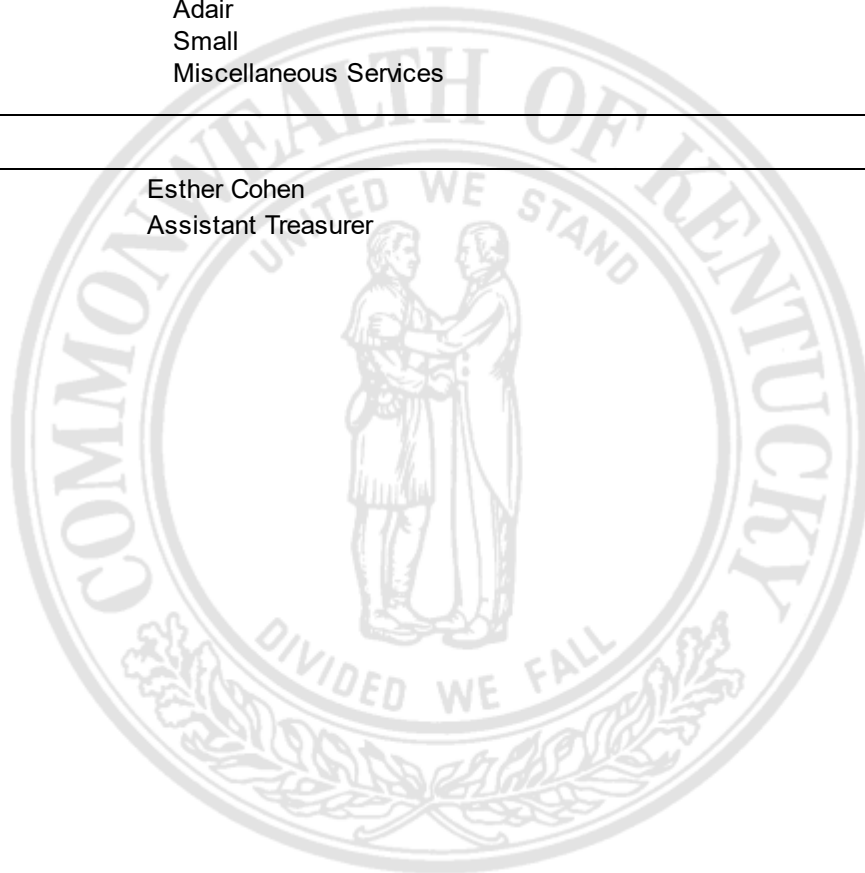 Adair
Small
Miscellaneous Services
Esther Cohen
Assistant Treasurer
COMMONWEALTH OF KENTUCKY
UNITED WE STAND
DIVIDED WE FALL